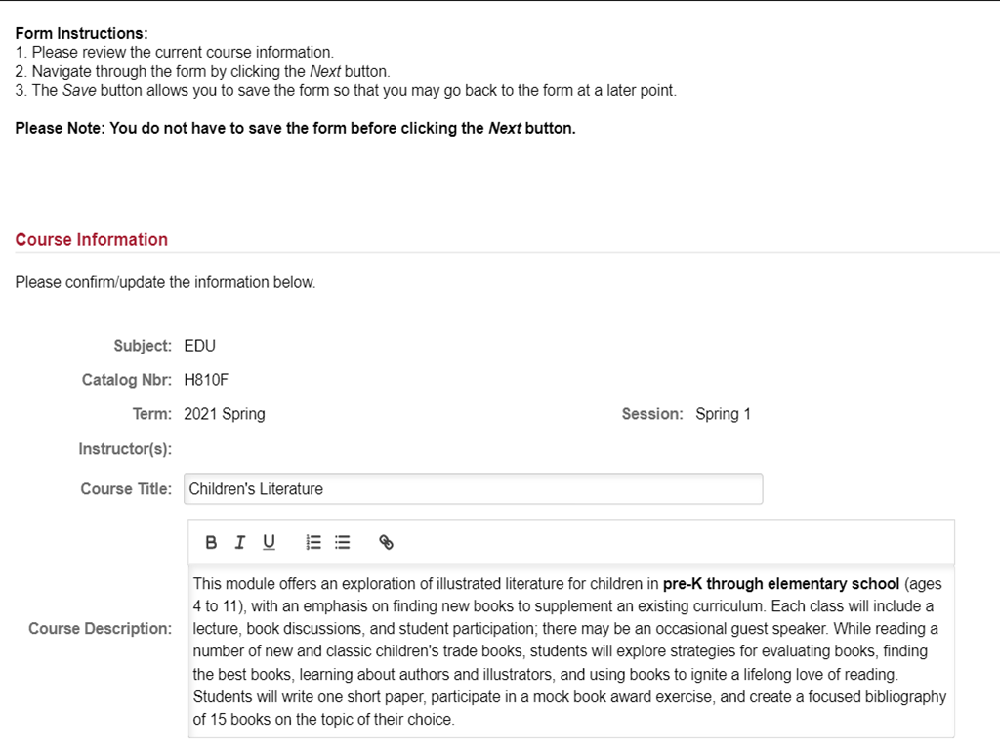 Form Instructions:
1. Please review the current course information.
2. Navigate through the form by clicking the Next button.
3. The Save button allows you to save the form so that you may go back to the form at a later point.
Please Note: You do not have to save the form before clicking the Next button.
Course Information
Please confirm/update the information below.
Subject: EDU
Catalog Nbr: H810F
Term: 2021 Spring Session: Spring 1
Instructor(s):
Course Title: Children's Literature
B I U
This module offers an exploration of illustrated literature for children in pre-K through elementary school (ages
4 to 11), with an emphasis on finding new books to supplement an existing curriculum. Each class will include a
Course Description: lecture, book discussions, and student participation; there may be an occasional guest speaker. While reading a
number of new and classic children's trade books, students will explore strategies for evaluating books, finding
the best books, learning about authors and illustrators, and using books to ignite a lifelong love of reading.
Students will write one short paper, participate in a mock book award exercise, and create a focused bibliography
of 15 books on the topic of their choice.